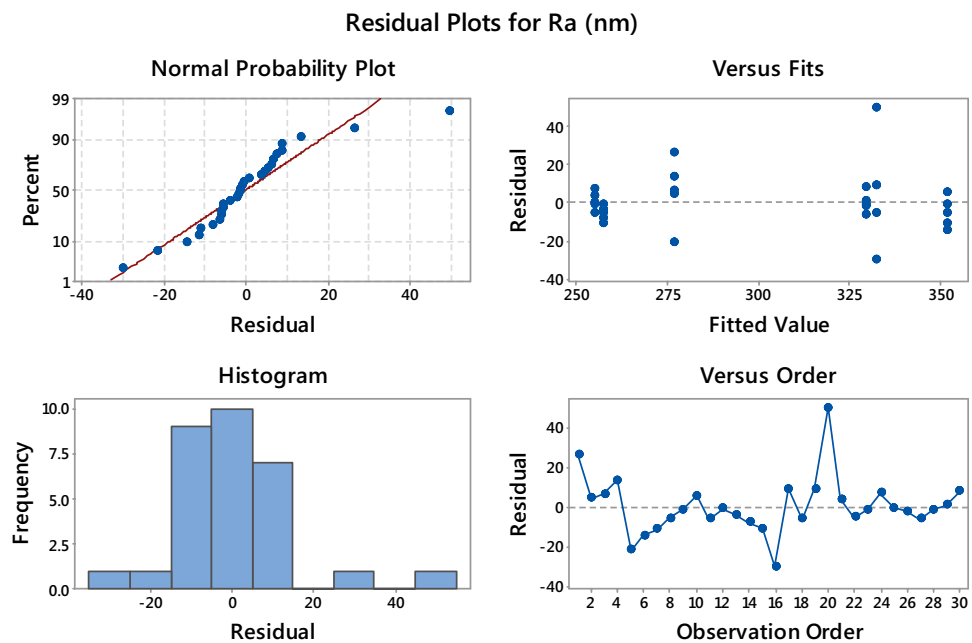 Residual Plots for Ra (nm)
Normal Probability Plot
99
90
50
10
1
Percent
-40 -20 0 20 40
Residual
Versus Fits
40
20
0
-20
-40
Residual
250 275 300 325 350
Fitted Value
Histogram
10.0
7.5
5.0
2.5
0.0
Frequency
-20 0 20 40
Residual
Versus Order
40
20
0
-20
-40
Residual
2 4 6 8 10 12 14 16 18 20 22 24 26 28 30
Observation Order